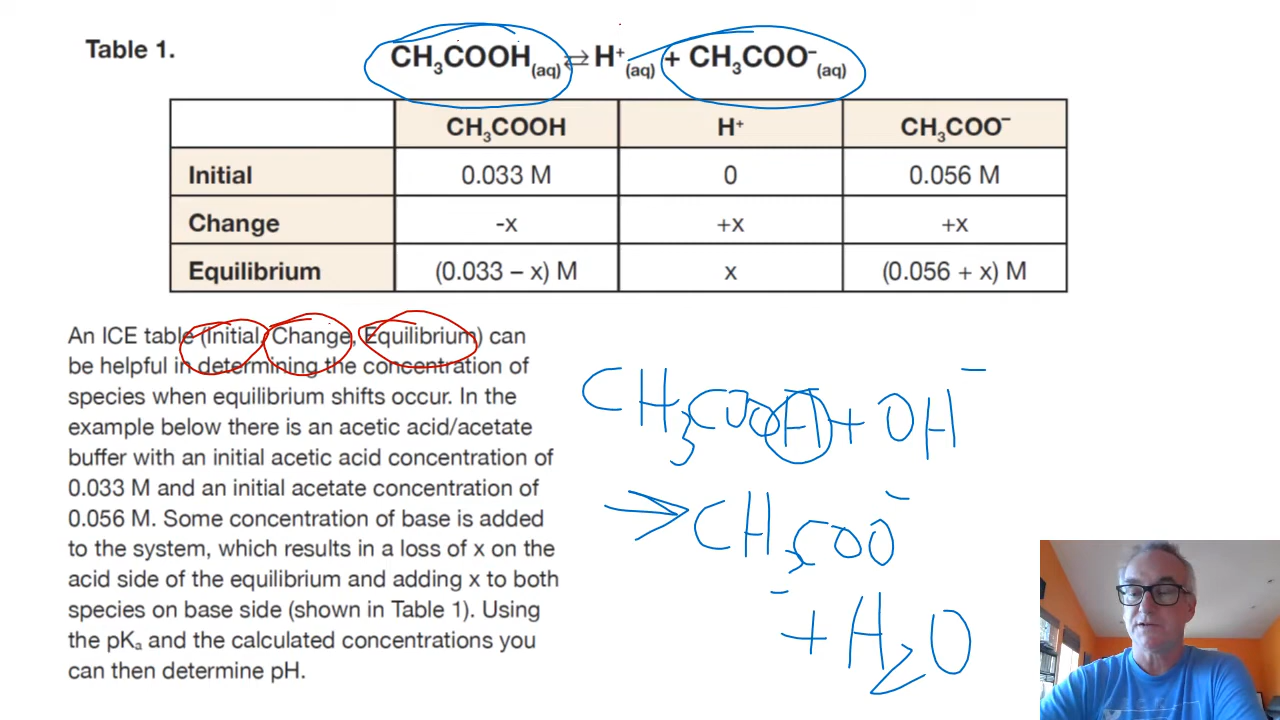 Table 1.
CH₃COOH(aq) ⇄ H⁺(aq) + CH₃COO⁻(aq)
CH₃COOH H⁺ CH₃COO⁻
Initial 0.033 M 0 0.056 M
Change -x +x +x
Equilibrium (0.033 – x) M x (0.056 + x) M
An ICE table (Initial, Change, Equilibrium) can
be helpful in determining the concentration of
species when equilibrium shifts occur. In the
example below there is an acetic acid/acetate
buffer with an initial acetic acid concentration of
0.033 M and an initial acetate concentration of
0.056 M. Some concentration of base is added
to the system, which results in a loss of x on the
acid side of the equilibrium and adding x to both
species on base side (shown in Table 1). Using
the pKₐ and the calculated concentrations you
can then determine pH.
CH₃COOH + OH⁻
→ CH₃COO⁻
+ H₂O